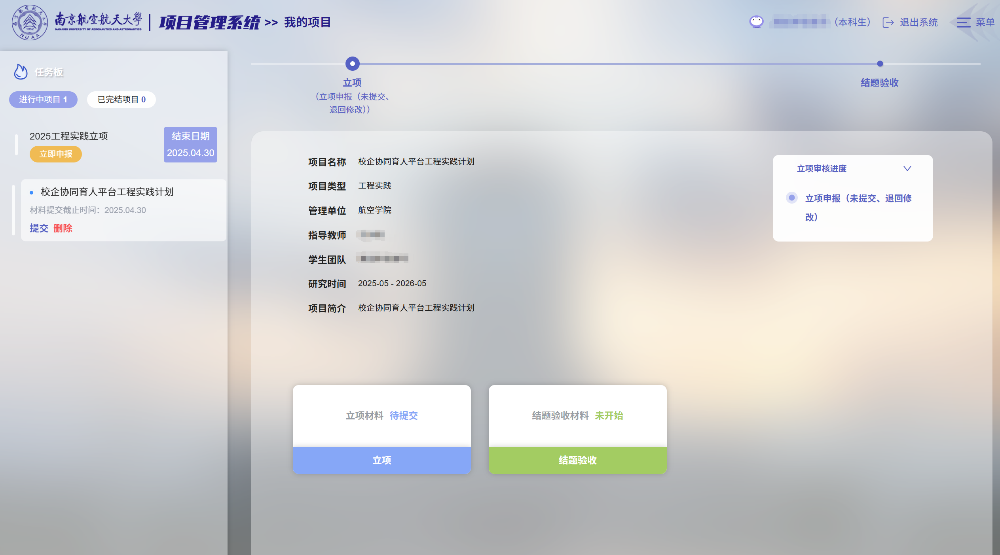 南京航空航天大學
NANJING UNIVERSITY OF AERONAUTICS AND ASTRONAUTICS
1952
NUAA
项目管理系统 >> 我的项目
（本科生） 退出系统 菜单
任务板
进行中项目 1 已完结项目 0
2025工程实践立项
立即申报
结束日期
2025.04.30
校企协同育人平台工程实践计划
材料提交截止时间：2025.04.30
提交 删除
立项
（立项申报（未提交、
退回修改））
结题验收
项目名称 校企协同育人平台工程实践计划
项目类型 工程实践
管理单位 航空学院
指导教师
学生团队
研究时间 2025-05 - 2026-05
项目简介 校企协同育人平台工程实践计划
立项审核进度
立项申报（未提交、退回修
改）
立项材料 待提交
立项
结题验收材料 未开始
结题验收